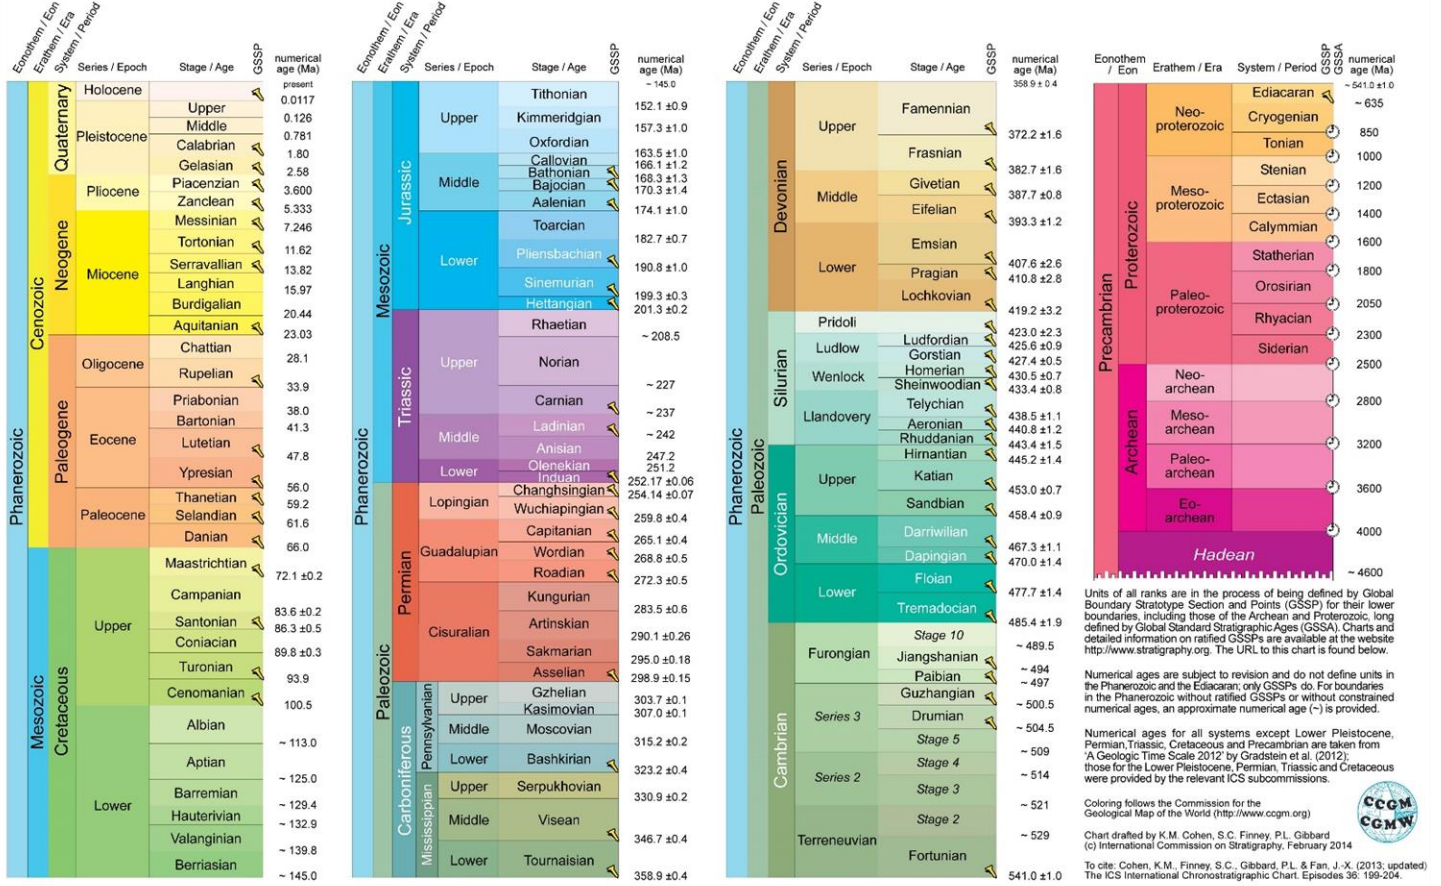 Eonothem / Eon
Erathem / Era
System / Period
Series / Epoch
Stage / Age
GSSP
numerical
age (Ma)
Phanerozoic
Cenozoic
Mesozoic
Quaternary
Neogene
Paleogene
Cretaceous
Holocene
Pleistocene
Pliocene
Miocene
Oligocene
Eocene
Paleocene
Upper
Lower
Upper
Middle
Calabrian
Gelasian
Piacenzian
Zanclean
Messinian
Tortonian
Serravallian
Langhian
Burdigalian
Aquitanian
Chattian
Rupelian
Priabonian
Bartonian
Lutetian
Ypresian
Thanetian
Selandian
Danian
Maastrichtian
Campanian
Santonian
Coniacian
Turonian
Cenomanian
Albian
Aptian
Barremian
Hauterivian
Valanginian
Berriasian
present
0.0117
0.126
0.781
1.80
2.58
3.600
5.333
7.246
11.62
13.82
15.97
20.44
23.03
28.1
33.9
38.0
41.3
47.8
56.0
59.2
61.6
66.0
72.1 ±0.2
83.6 ±0.2
86.3 ±0.5
89.8 ±0.3
93.9
100.5
~ 113.0
~ 125.0
~ 129.4
~ 132.9
~ 139.8
~ 145.0
Eonothem / Eon
Erathem / Era
System / Period
Series / Epoch
Stage / Age
GSSP
numerical
age (Ma)
Phanerozoic
Mesozoic
Paleozoic
Jurassic
Triassic
Permian
Carboniferous
Pennsylvanian
Mississippian
Upper
Middle
Lower
Upper
Middle
Lower
Lopingian
Guadalupian
Cisuralian
Upper
Middle
Lower
Upper
Middle
Lower
Tithonian
Kimmeridgian
Oxfordian
Callovian
Bathonian
Bajocian
Aalenian
Toarcian
Pliensbachian
Sinemurian
Hettangian
Rhaetian
Norian
Carnian
Ladinian
Anisian
Olenekian
Induan
Changhsingian
Wuchiapingian
Capitanian
Wordian
Roadian
Kungurian
Artinskian
Sakmarian
Asselian
Gzhelian
Kasimovian
Moscovian
Bashkirian
Serpukhovian
Visean
Tournaisian
~ 145.0
152.1 ±0.9
157.3 ±1.0
163.5 ±1.0
166.1 ±1.2
168.3 ±1.3
170.3 ±1.4
174.1 ±1.0
182.7 ±0.7
190.8 ±1.0
199.3 ±0.3
201.3 ±0.2
~ 208.5
~ 227
~ 237
~ 242
247.2
251.2
252.17 ±0.06
254.14 ±0.07
259.8 ±0.4
265.1 ±0.4
268.8 ±0.5
272.3 ±0.5
283.5 ±0.6
290.1 ±0.26
295.0 ±0.18
298.9 ±0.15
303.7 ±0.1
307.0 ±0.1
315.2 ±0.2
323.2 ±0.4
330.9 ±0.2
346.7 ±0.4
358.9 ±0.4
Eonothem / Eon
Erathem / Era
System / Period
Series / Epoch
Stage / Age
GSSP
numerical
age (Ma)
Phanerozoic
Paleozoic
Devonian
Silurian
Ordovician
Cambrian
Upper
Middle
Lower
Pridoli
Ludlow
Wenlock
Llandovery
Upper
Middle
Lower
Furongian
Series 3
Series 2
Terreneuvian
Famennian
Frasnian
Givetian
Eifelian
Emsian
Pragian
Lochkovian
Ludfordian
Gorstian
Homerian
Sheinwoodian
Telychian
Aeronian
Rhuddanian
Hirnantian
Katian
Sandbian
Darriwilian
Dapingian
Floian
Tremadocian
Stage 10
Jiangshanian
Paibian
Guzhangian
Drumian
Stage 5
Stage 4
Stage 3
Stage 2
Fortunian
358.9 ± 0.4
372.2 ±1.6
382.7 ±1.6
387.7 ±0.8
393.3 ±1.2
407.6 ±2.6
410.8 ±2.8
419.2 ±3.2
423.0 ±2.3
425.6 ±0.9
427.4 ±0.5
430.5 ±0.7
433.4 ±0.8
438.5 ±1.1
440.8 ±1.2
443.4 ±1.5
445.2 ±1.4
453.0 ±0.7
458.4 ±0.9
467.3 ±1.1
470.0 ±1.4
477.7 ±1.4
485.4 ±1.9
~ 489.5
~ 494
~ 497
~ 500.5
~ 504.5
~ 509
~ 514
~ 521
~ 529
541.0 ±1.0
Eonothem
/ Eon
Erathem / Era
System / Period
GSSP
GSSA
numerical
age (Ma)
Precambrian
Proterozoic
Archean
Neo-
proterozoic
Meso-
proterozoic
Paleo-
proterozoic
Neo-
archean
Meso-
archean
Paleo-
archean
Eo-
archean
Hadean
Ediacaran
Cryogenian
Tonian
Stenian
Ectasian
Calymmian
Statherian
Orosirian
Rhyacian
Siderian
~ 541.0 ±1.0
~ 635
850
1000
1200
1400
1600
1800
2050
2300
2500
2800
3200
3600
4000
~ 4600
Units of all ranks are in the process of being defined by Global
Boundary Stratotype Section and Points (GSSP) for their lower
boundaries, including those of the Archean and Proterozoic, long
defined by Global Standard Stratigraphic Ages (GSSA). Charts and
detailed information on ratified GSSPs are available at the website
http://www.stratigraphy.org. The URL to this chart is found below.
Numerical ages are subject to revision and do not define units in
the Phanerozoic and the Ediacaran; only GSSPs do. For boundaries
in the Phanerozoic without ratified GSSPs or without constrained
numerical ages, an approximate numerical age (~) is provided.
Numerical ages for all systems except Lower Pleistocene,
Permian,Triassic, Cretaceous and Precambrian are taken from
'A Geologic Time Scale 2012' by Gradstein et al. (2012);
those for the Lower Pleistocene, Permian, Triassic and Cretaceous
were provided by the relevant ICS subcommissions.
Coloring follows the Commission for the
Geological Map of the World (http://www.ccgm.org)
Chart drafted by K.M. Cohen, S.C. Finney, P.L. Gibbard
(c) International Commission on Stratigraphy, February 2014
To cite: Cohen, K.M., Finney, S.C., Gibbard, P.L. & Fan, J.-X. (2013; updated)
The ICS International Chronostratigraphic Chart. Episodes 36: 199-204.
CCGM
CGMW